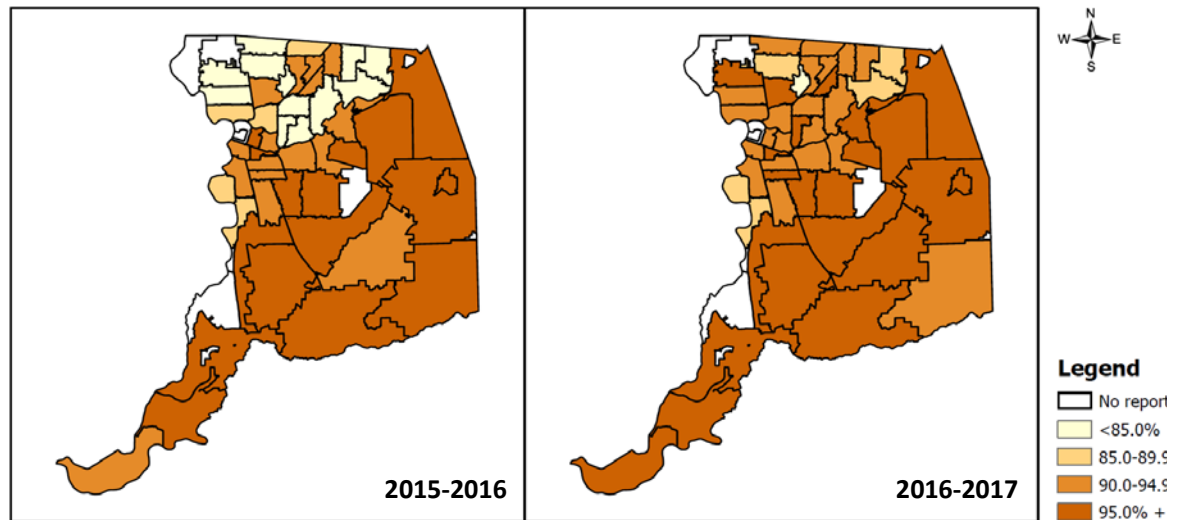 N
W E
S
2015-2016
2016-2017
Legend
No report
<85.0%
85.0-89.9
90.0-94.9
95.0% +